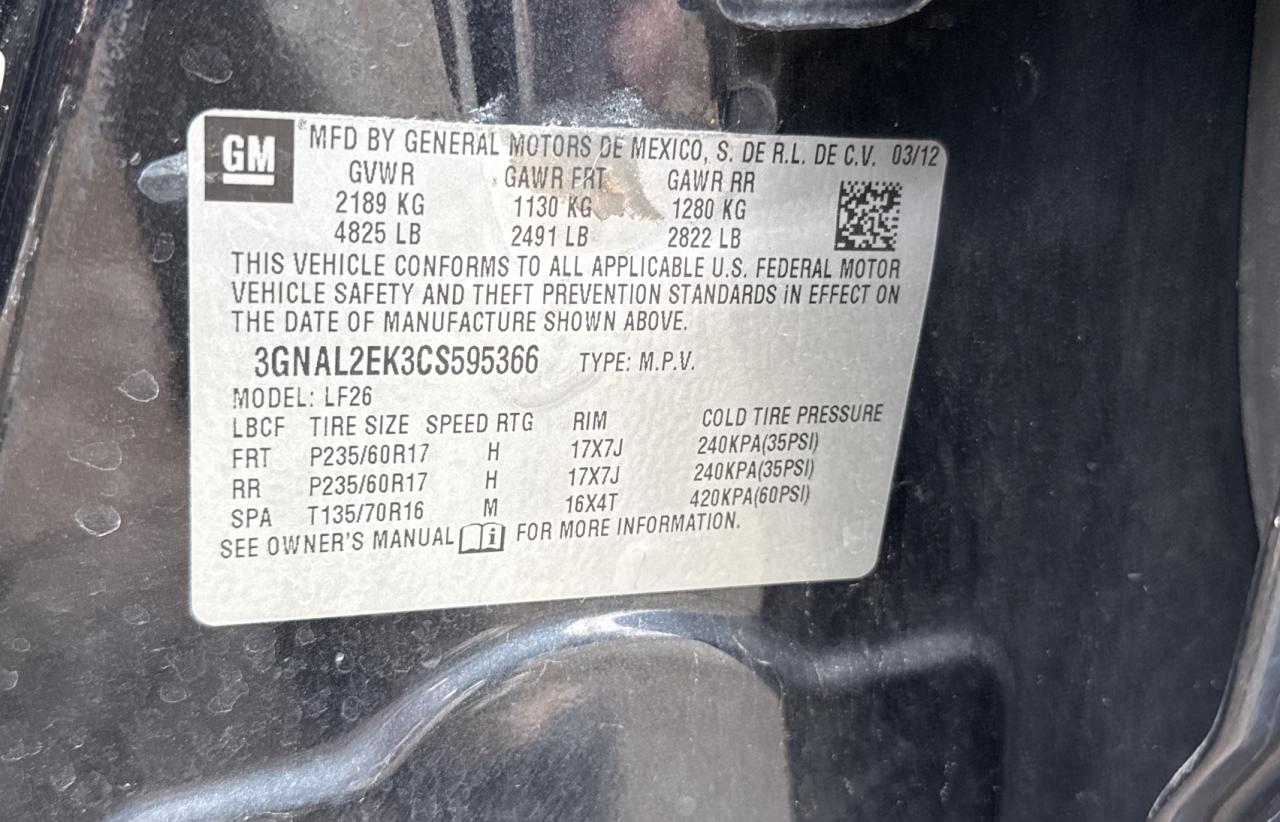 GM
®MFD BY GENERAL MOTORS DE MEXICO, S. DE R.L. DE C.V. 03/12
GVWR GAWR FRT GAWR RR
2189 KG 1130 KG 1280 KG
4825 LB 2491 LB 2822 LB
THIS VEHICLE CONFORMS TO ALL APPLICABLE U.S. FEDERAL MOTOR
VEHICLE SAFETY AND THEFT PREVENTION STANDARDS IN EFFECT ON
THE DATE OF MANUFACTURE SHOWN ABOVE.
3GNAL2EK3CS595366 TYPE: M.P.V.
MODEL: LF26
LBCF TIRE SIZE SPEED RTG RIM COLD TIRE PRESSURE
FRT P235/60R17 H 17X7J 240KPA(35PSI)
RR P235/60R17 H 17X7J 240KPA(35PSI)
SPA T135/70R16 M 16X4T 420KPA(60PSI)
SEE OWNER'S MANUAL i FOR MORE INFORMATION.